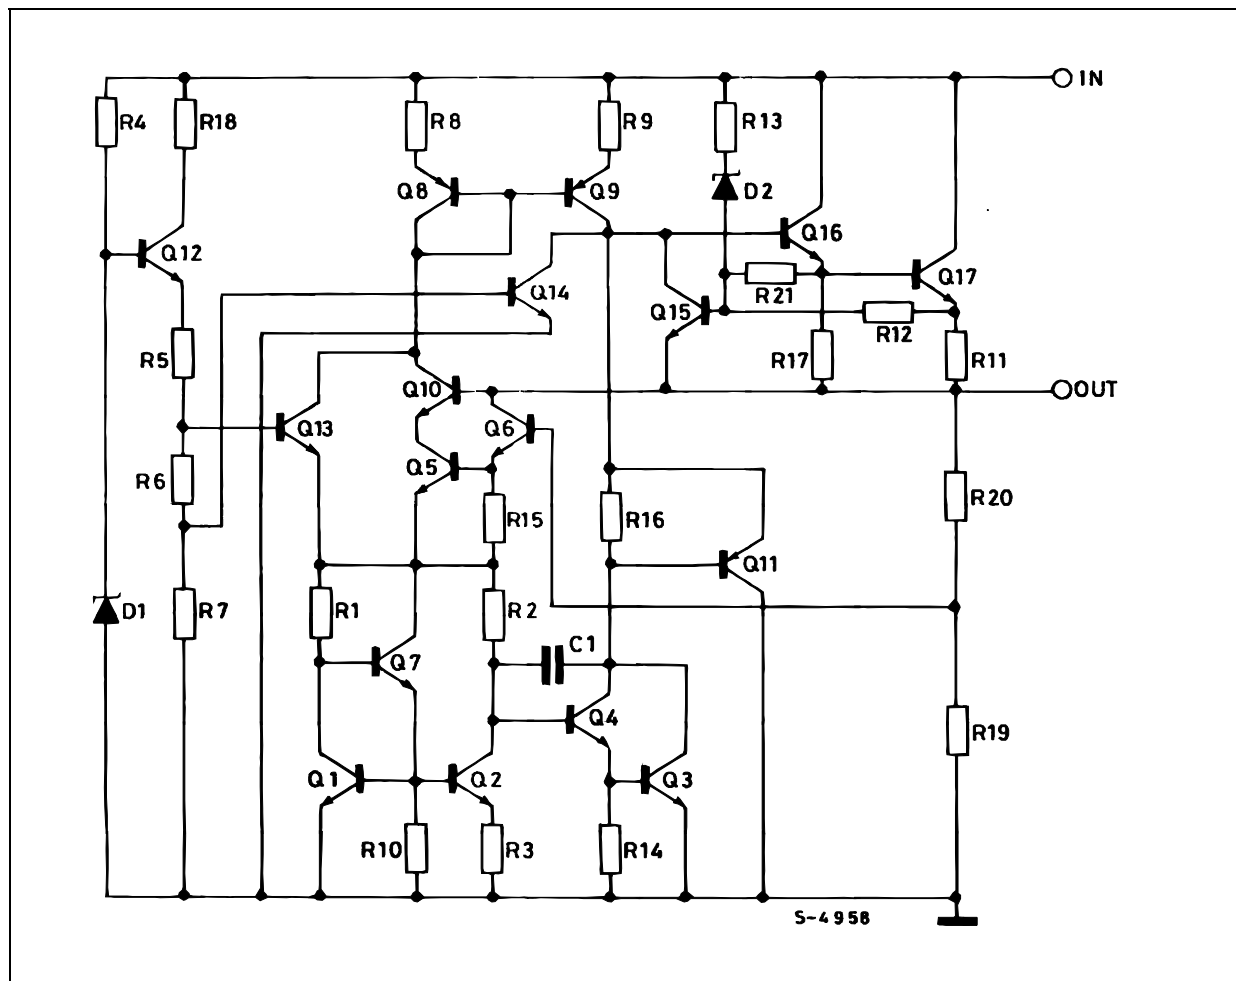 IN
R4 R18 R8 R9 R13
Q8 Q9 D2
Q12 Q16
Q14 R21 Q17
Q15
R12
R5 R17 R11
Q10 OUT
Q13 Q6
Q5
R6 R20
R15 R16
Q11
D1 R7 R1 R2
C1
Q7
Q4 R19
Q1 Q2 Q3
R10 R3 R14
S-4958